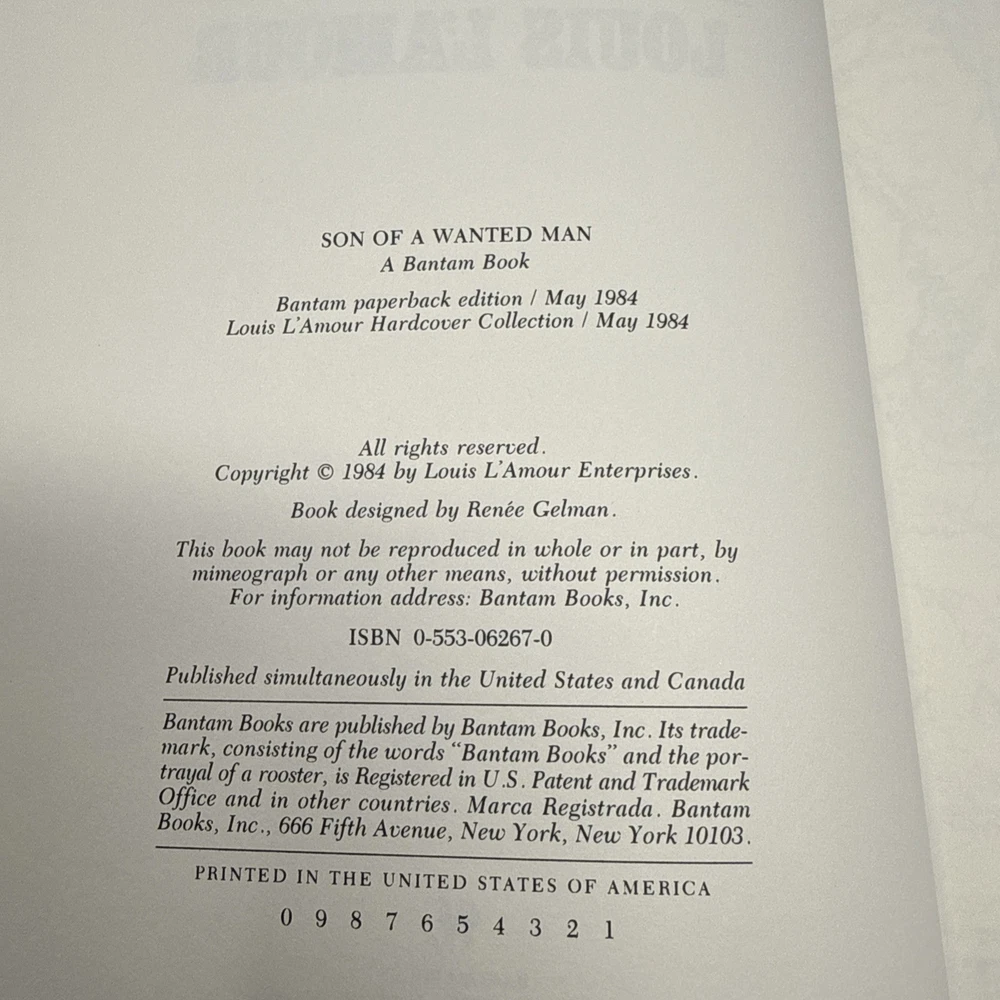 LOUIS L'AMOUR
SON OF A WANTED MAN
A Bantam Book
Bantam paperback edition / May 1984
Louis L'Amour Hardcover Collection / May 1984
All rights reserved.
Copyright © 1984 by Louis L'Amour Enterprises.
Book designed by Renée Gelman.
This book may not be reproduced in whole or in part, by
mimeograph or any other means, without permission.
For information address: Bantam Books, Inc.
ISBN 0-553-06267-0
Published simultaneously in the United States and Canada
Bantam Books are published by Bantam Books, Inc. Its trade-
mark, consisting of the words “Bantam Books” and the por-
trayal of a rooster, is Registered in U.S. Patent and Trademark
Office and in other countries. Marca Registrada. Bantam
Books, Inc., 666 Fifth Avenue, New York, New York 10103.
PRINTED IN THE UNITED STATES OF AMERICA
0 9 8 7 6 5 4 3 2 1